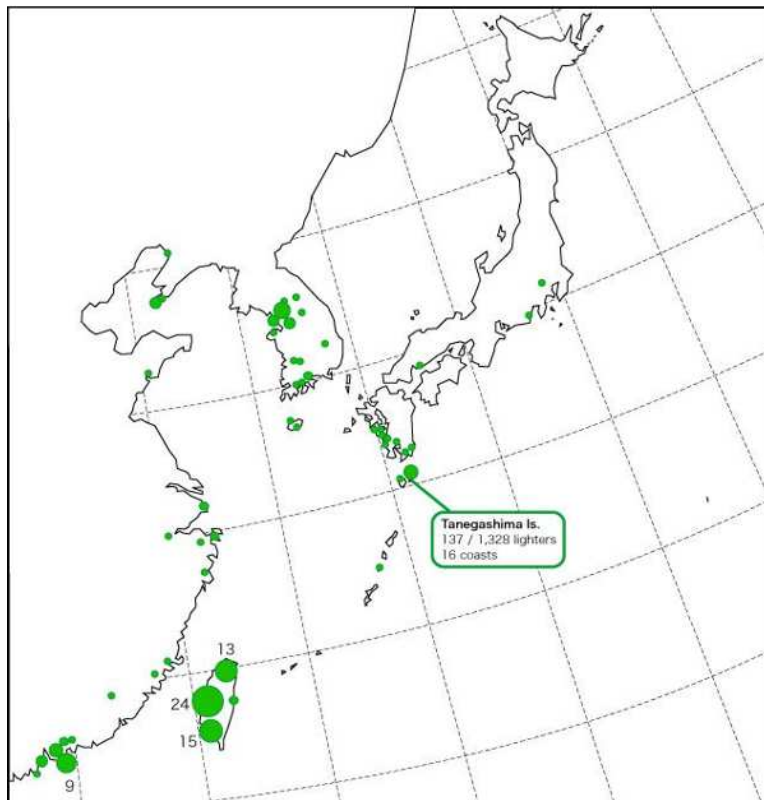 Tanegashima Is.
137 / 1,328 lighters
16 coasts
13
24
15
9